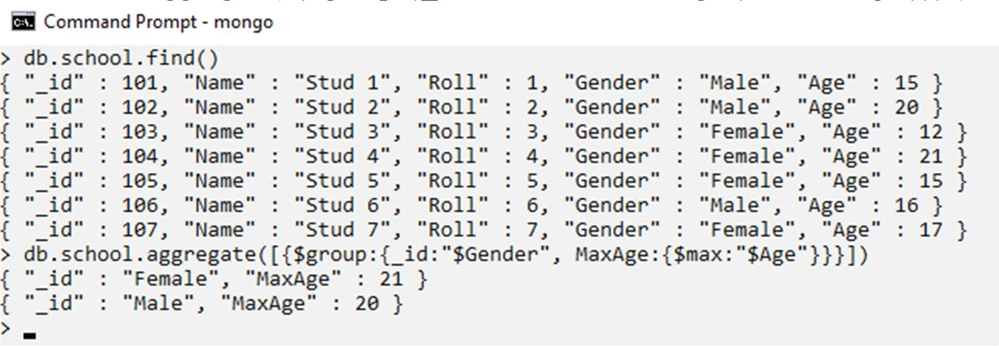 Command Prompt - mongo
> db.school.find()
{ "_id" : 101, "Name" : "Stud 1", "Roll" : 1, "Gender" : "Male", "Age" : 15 }
{ "_id" : 102, "Name" : "Stud 2", "Roll" : 2, "Gender" : "Male", "Age" : 20 }
{ "_id" : 103, "Name" : "Stud 3", "Roll" : 3, "Gender" : "Female", "Age" : 12 }
{ "_id" : 104, "Name" : "Stud 4", "Roll" : 4, "Gender" : "Female", "Age" : 21 }
{ "_id" : 105, "Name" : "Stud 5", "Roll" : 5, "Gender" : "Female", "Age" : 15 }
{ "_id" : 106, "Name" : "Stud 6", "Roll" : 6, "Gender" : "Male", "Age" : 16 }
{ "_id" : 107, "Name" : "Stud 7", "Roll" : 7, "Gender" : "Female", "Age" : 17 }
> db.school.aggregate([{$group:{_id:"$Gender", MaxAge:{$max:"$Age"}}}])
{ "_id" : "Female", "MaxAge" : 21 }
{ "_id" : "Male", "MaxAge" : 20 }
>